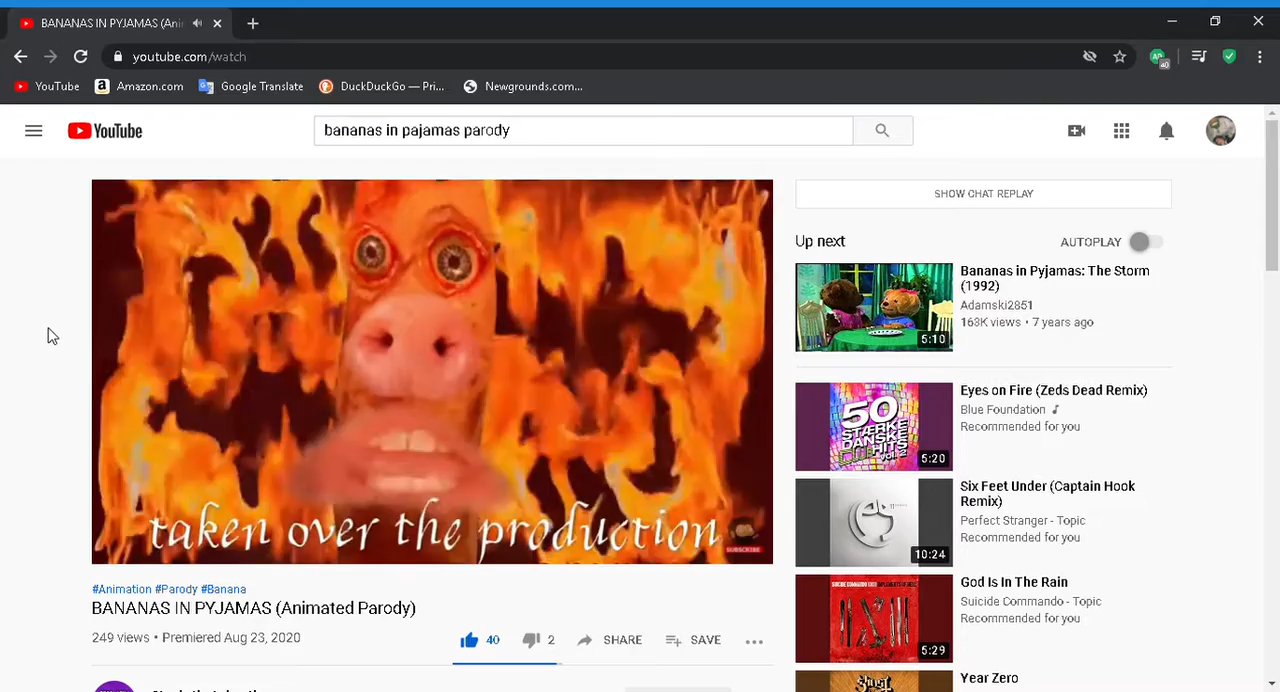 BANANAS IN PYJAMAS (Ani
youtube.com/watch
YouTube
Amazon.com
Google Translate
DuckDuckGo — Pri...
Newgrounds.com...
YouTube
bananas in pajamas parody
SHOW CHAT REPLAY
Up next
AUTOPLAY
Bananas in Pyjamas: The Storm
(1992)
Adamski2851
163K views • 7 years ago
5:10
Eyes on Fire (Zeds Dead Remix)
Blue Foundation
Recommended for you
50
STÆRKE
DANSKE
HITS
VOL. 2
5:20
Six Feet Under (Captain Hook
Remix)
Perfect Stranger - Topic
Recommended for you
10:24
God Is In The Rain
Suicide Commando - Topic
Recommended for you
5:29
Year Zero
taken over the production
SUBSCRIBE
#Animation #Parody #Banana
BANANAS IN PYJAMAS (Animated Parody)
249 views • Premiered Aug 23, 2020
40
2
SHARE
SAVE